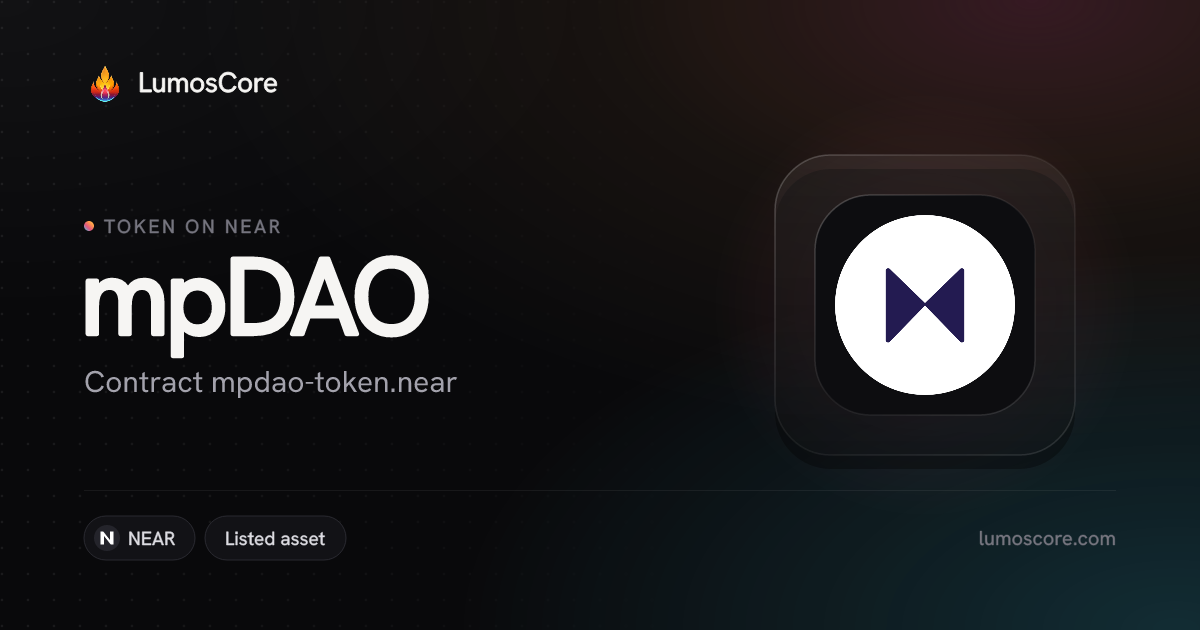 LumosCore
TOKEN ON NEAR
mpDAO
Contract mpdao-token.near
N NEAR
Listed asset
lumoscore.com